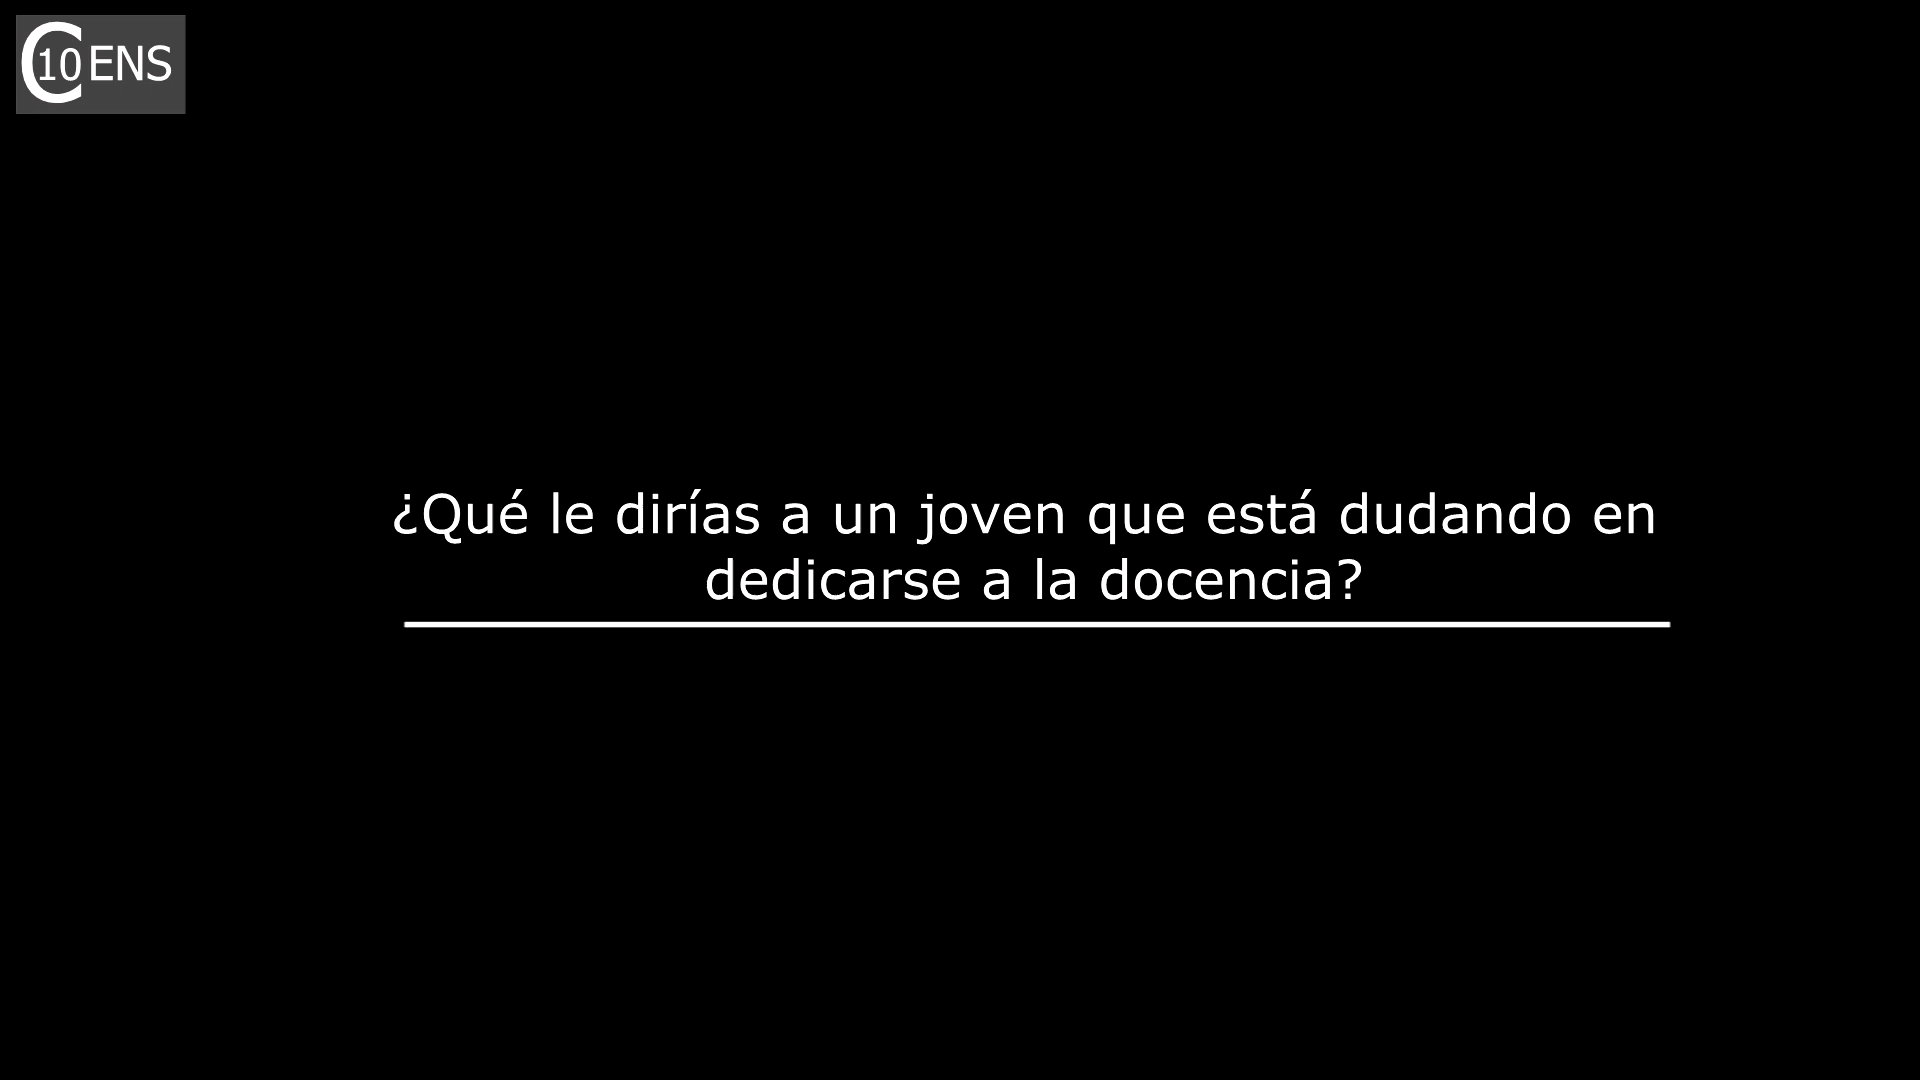 C10ENS
¿Qué le dirías a un joven que está dudando en
dedicarse a la docencia?